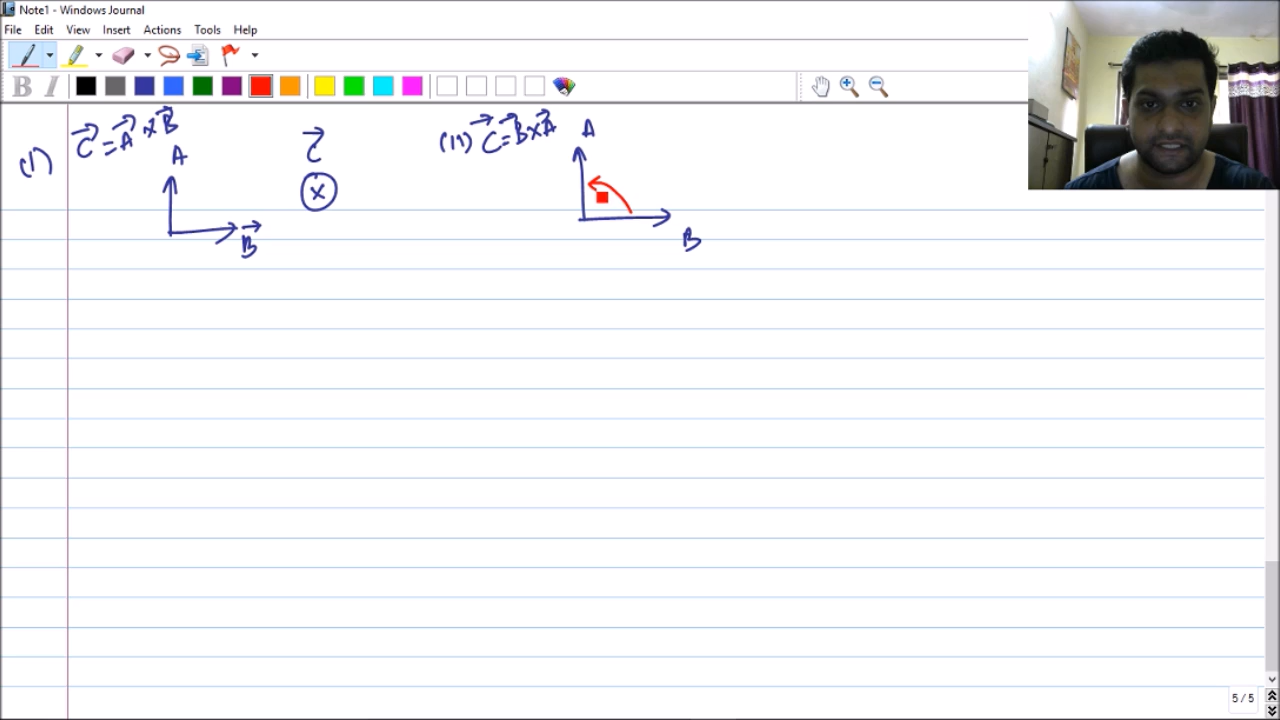 Note1 - Windows Journal
File Edit View Insert Actions Tools Help
B I
(I) C⃗ = A⃗ × B⃗
A
B⃗
C⃗
X
(II) C⃗ = B⃗ × A⃗
A
B
5 / 5